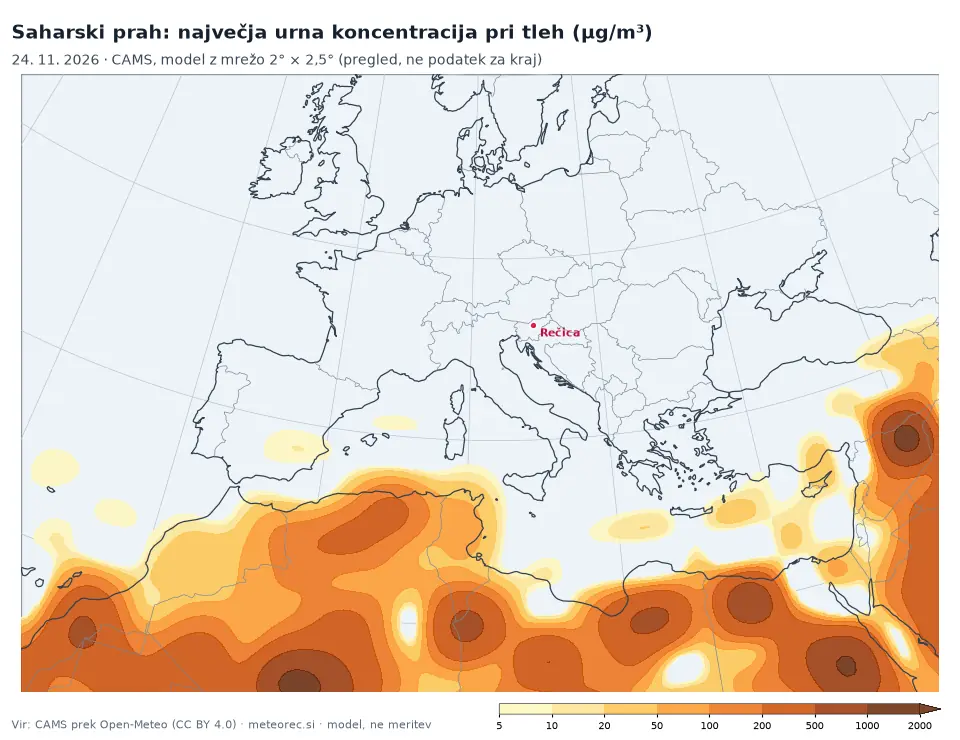 Saharski prah: največja urna koncentracija pri tleh (µg/m³)
24. 11. 2026 · CAMS, model z mrežo 2° × 2,5° (pregled, ne podatek za kraj)
Rečica
Vir: CAMS prek Open-Meteo (CC BY 4.0) · meteorec.si · model, ne meritev
5 10 20 50 100 200 500 1000 2000